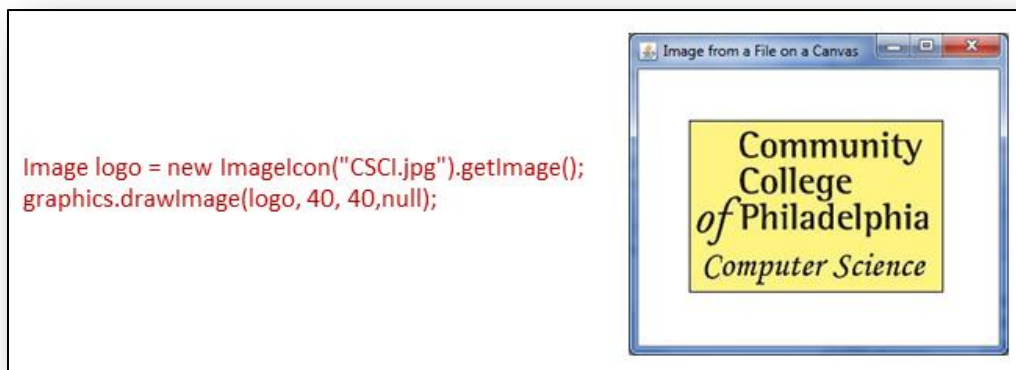 Image logo = new ImageIcon("CSCI.jpg").getImage();
graphics.drawImage(logo, 40, 40,null);
Image from a File on a Canvas
Community
College
of Philadelphia
Computer Science